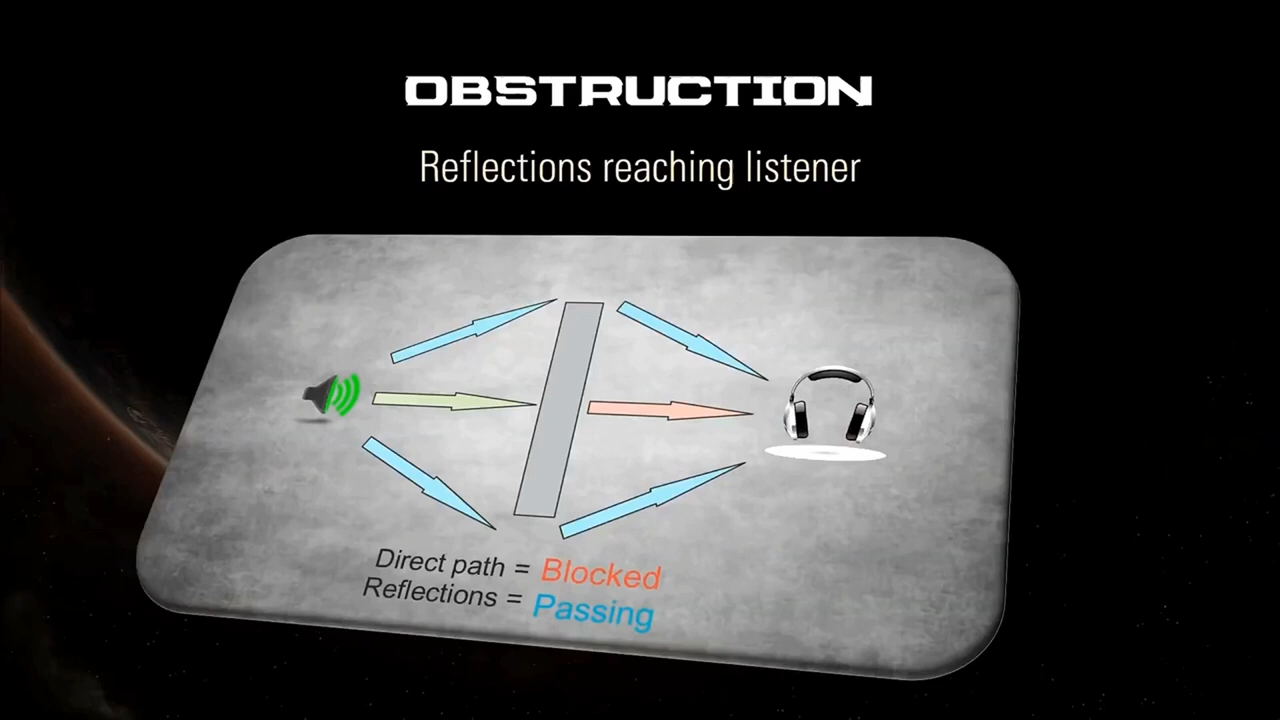 OBSTRUCTION
Reflections reaching listener
Direct path = Blocked
Reflections = Passing